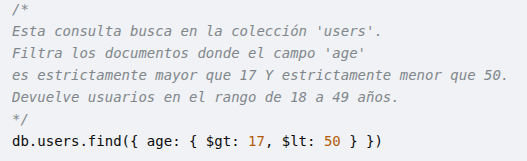 /*
Esta consulta busca en la colección 'users'.
Filtra los documentos donde el campo 'age'
es estrictamente mayor que 17 Y estrictamente menor que 50.
Devuelve usuarios en el rango de 18 a 49 años.
*/
db.users.find({ age: { $gt: 17, $lt: 50 } })